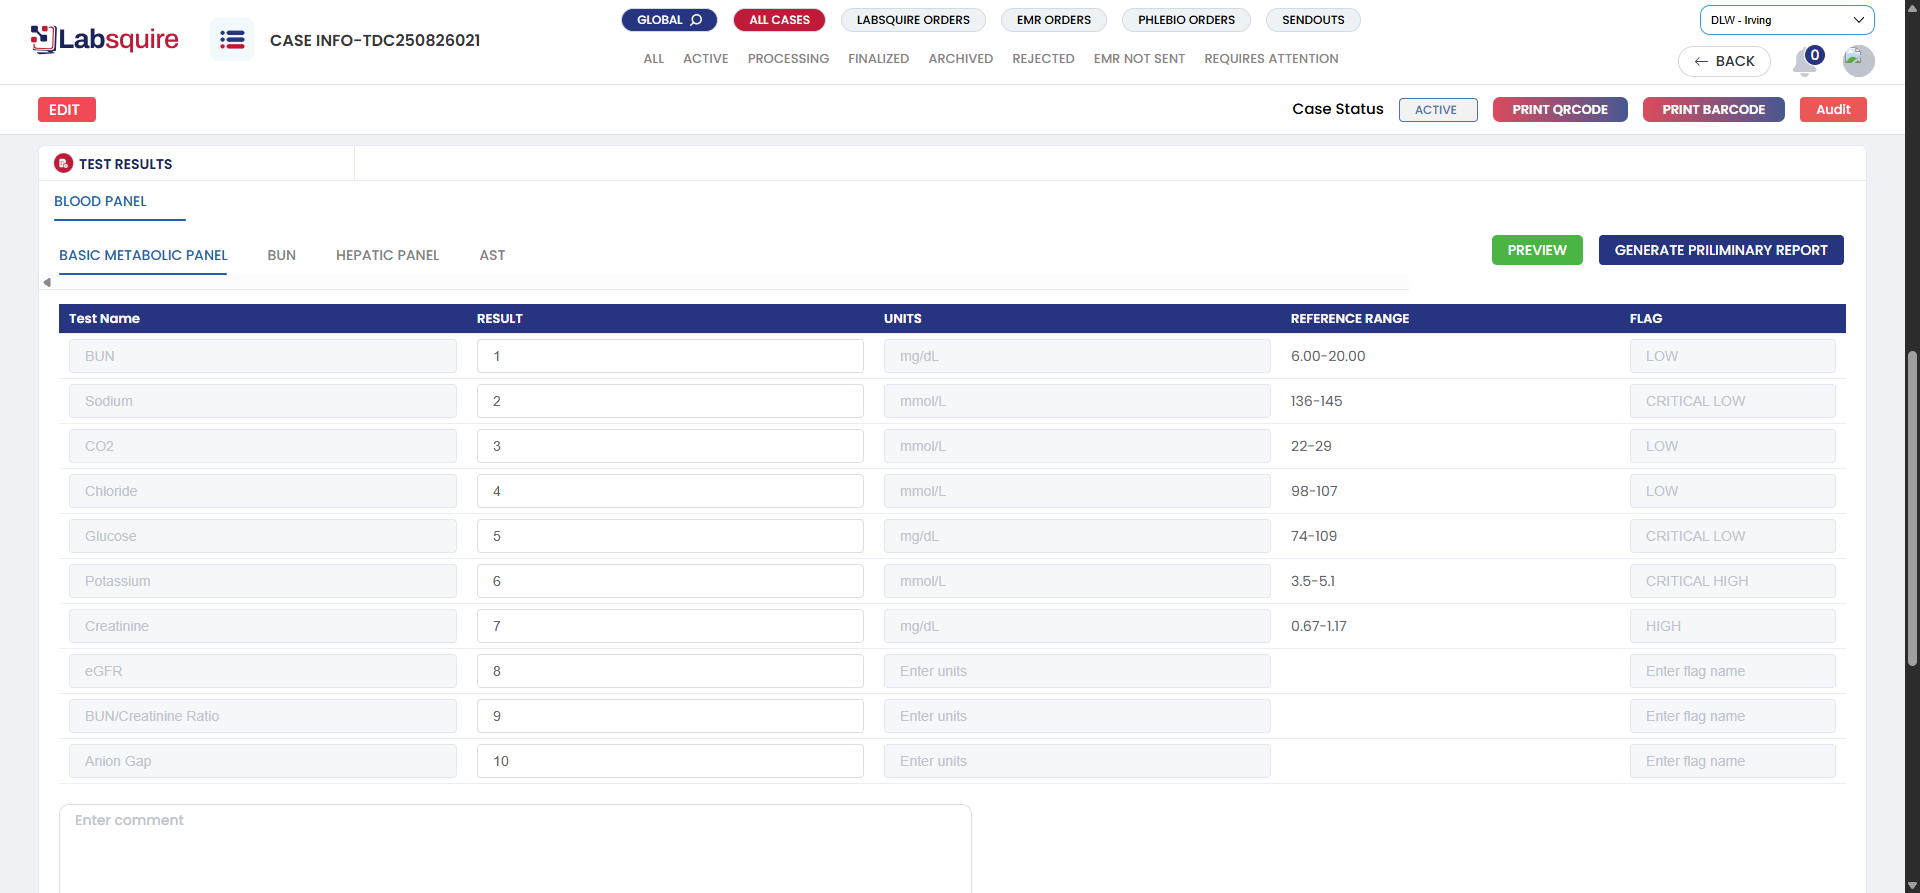 Labsquire
CASE INFO-TDC250826021
GLOBAL
ALL CASES
LABSQUIRE ORDERS
EMR ORDERS
PHLEBIO ORDERS
SENDOUTS
ALL ACTIVE PROCESSING FINALIZED ARCHIVED REJECTED EMR NOT SENT REQUIRES ATTENTION
DLW - Irving
BACK
0
EDIT
Case Status ACTIVE PRINT QRCODE PRINT BARCODE Audit
TEST RESULTS
BLOOD PANEL
BASIC METABOLIC PANEL BUN HEPATIC PANEL AST
PREVIEW GENERATE PRILIMINARY REPORT
Test Name RESULT UNITS REFERENCE RANGE FLAG
BUN 1 mg/dL 6.00-20.00 LOW
Sodium 2 mmol/L 136-145 CRITICAL LOW
CO2 3 mmol/L 22-29 LOW
Chloride 4 mmol/L 98-107 LOW
Glucose 5 mg/dL 74-109 CRITICAL LOW
Potassium 6 mmol/L 3.5-5.1 CRITICAL HIGH
Creatinine 7 mg/dL 0.67-1.17 HIGH
eGFR 8 Enter units Enter flag name
BUN/Creatinine Ratio 9 Enter units Enter flag name
Anion Gap 10 Enter units Enter flag name
Enter comment